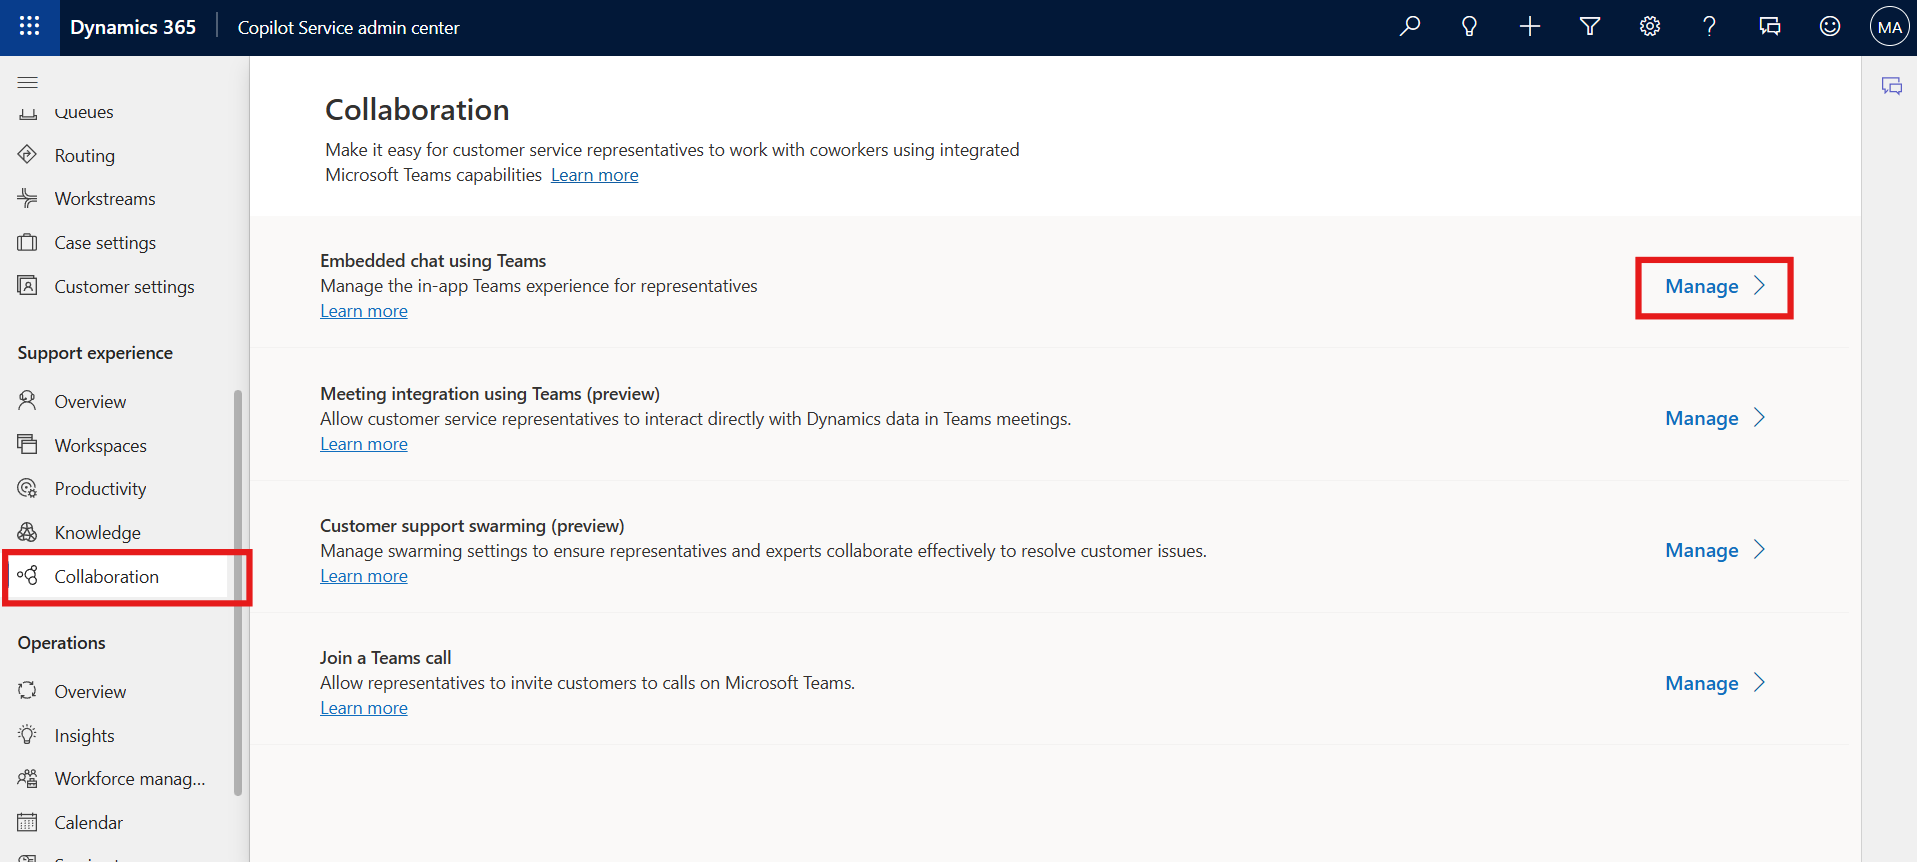 Dynamics 365
Copilot Service admin center
MA
Queues
Routing
Workstreams
Case settings
Customer settings
Support experience
Overview
Workspaces
Productivity
Knowledge
Collaboration
Operations
Overview
Insights
Workforce manag...
Calendar
Collaboration
Make it easy for customer service representatives to work with coworkers using integrated
Microsoft Teams capabilities Learn more
Embedded chat using Teams
Manage the in-app Teams experience for representatives
Learn more
Manage
Meeting integration using Teams (preview)
Allow customer service representatives to interact directly with Dynamics data in Teams meetings.
Learn more
Manage
Customer support swarming (preview)
Manage swarming settings to ensure representatives and experts collaborate effectively to resolve customer issues.
Learn more
Manage
Join a Teams call
Allow representatives to invite customers to calls on Microsoft Teams.
Learn more
Manage